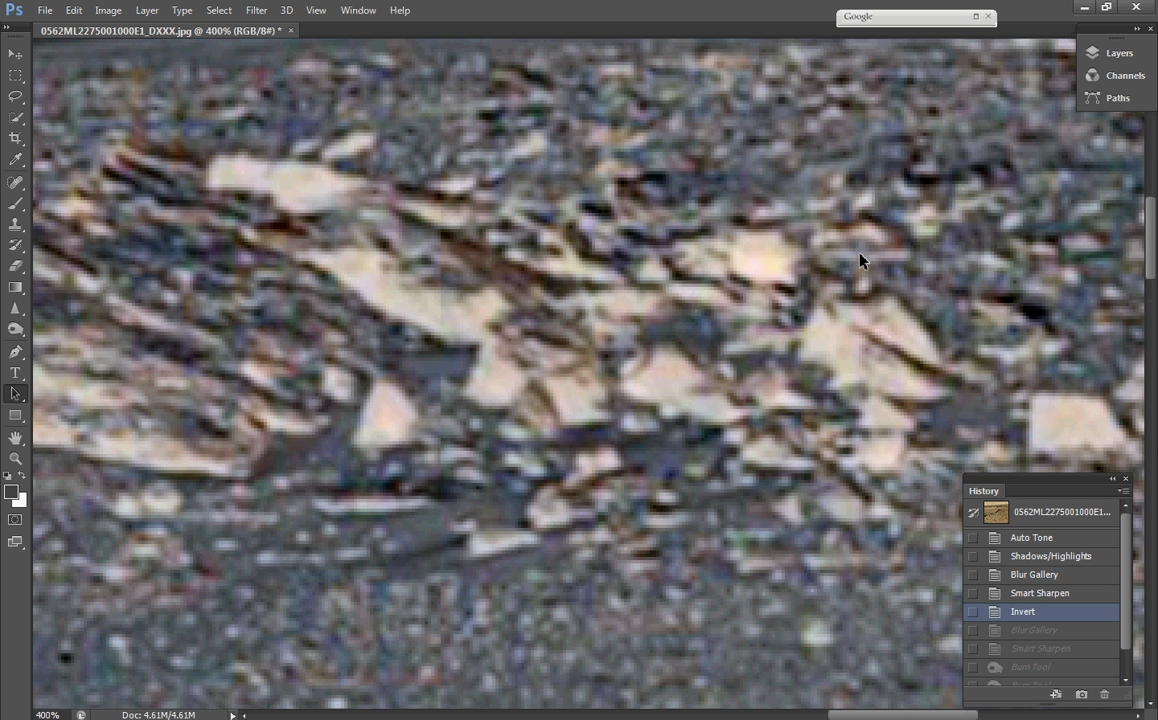 Ps File Edit Image Layer Type Select Filter 3D View Window Help
Google
0562ML2275001000E1_DXXX.jpg @ 400% (RGB/8#) *
Layers
Channels
Paths
T
History
0562ML2275001000E1...
Auto Tone
Shadows/Highlights
Blur Gallery
Smart Sharpen
Invert
Blur Gallery
Smart Sharpen
Burn Tool
400% Doc: 4.61M/4.61M